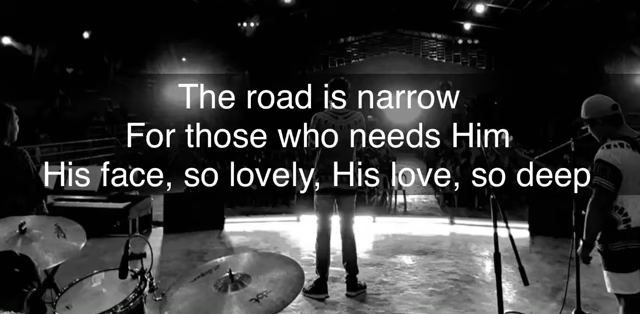 The road is narrow
For those who needs Him
His face, so lovely, His love, so deep